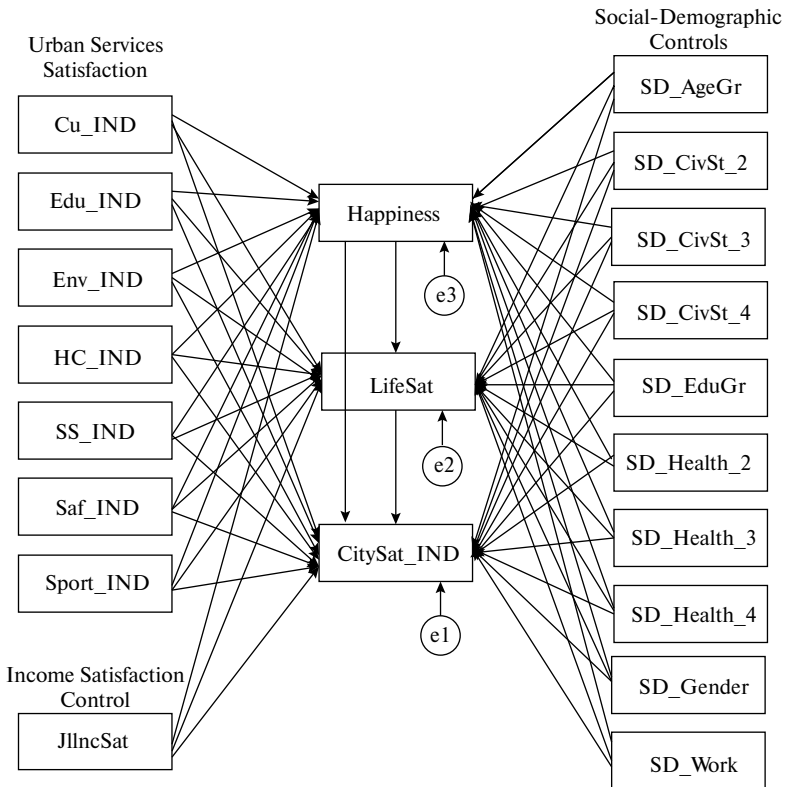 Urban Services
Satisfaction
Cu_IND
Edu_IND
Env_IND
HC_IND
SS_IND
Saf_IND
Sport_IND
Income Satisfaction
Control
JllncSat
Happiness
e3
LifeSat
e2
CitySat_IND
e1
Social-Demographic
Controls
SD_AgeGr
SD_CivSt_2
SD_CivSt_3
SD_CivSt_4
SD_EduGr
SD_Health_2
SD_Health_3
SD_Health_4
SD_Gender
SD_Work